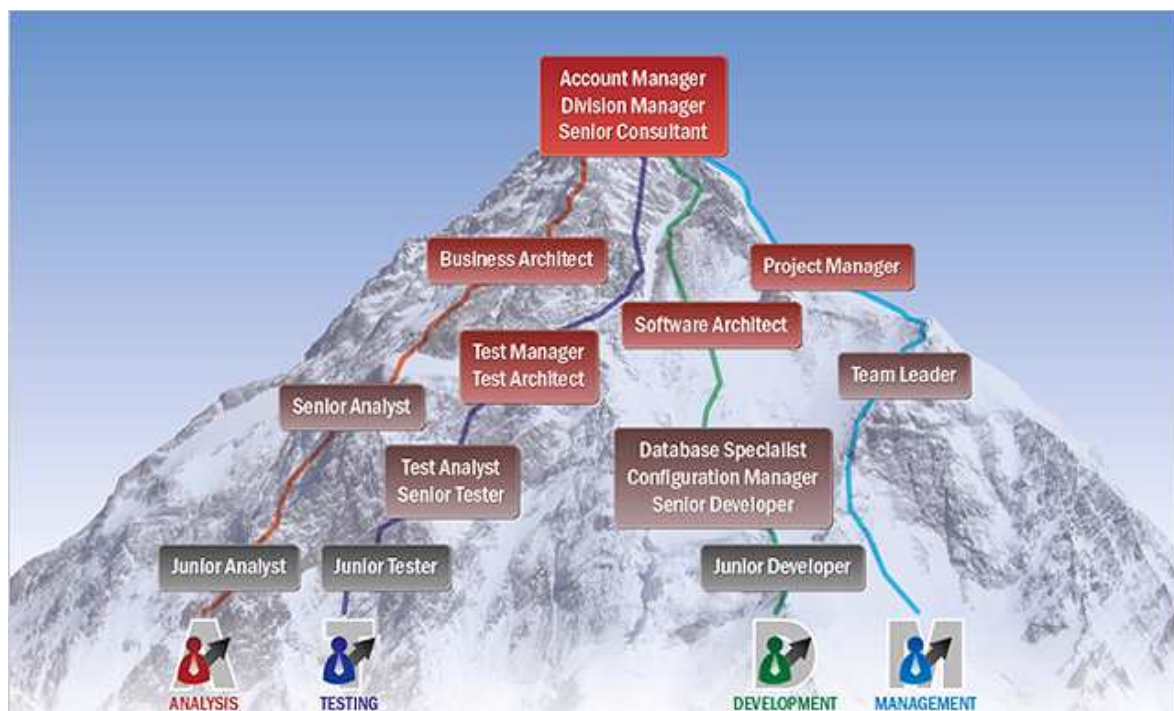 Account Manager
Division Manager
Senior Consultant
Business Architect
Project Manager
Software Architect
Test Manager
Test Architect
Team Leader
Senior Analyst
Database Specialist
Configuration Manager
Senior Developer
Test Analyst
Senior Tester
Junior Analyst
Junior Tester
Junior Developer
A
T
D
M
ANALYSIS
TESTING
DEVELOPMENT
MANAGEMENT